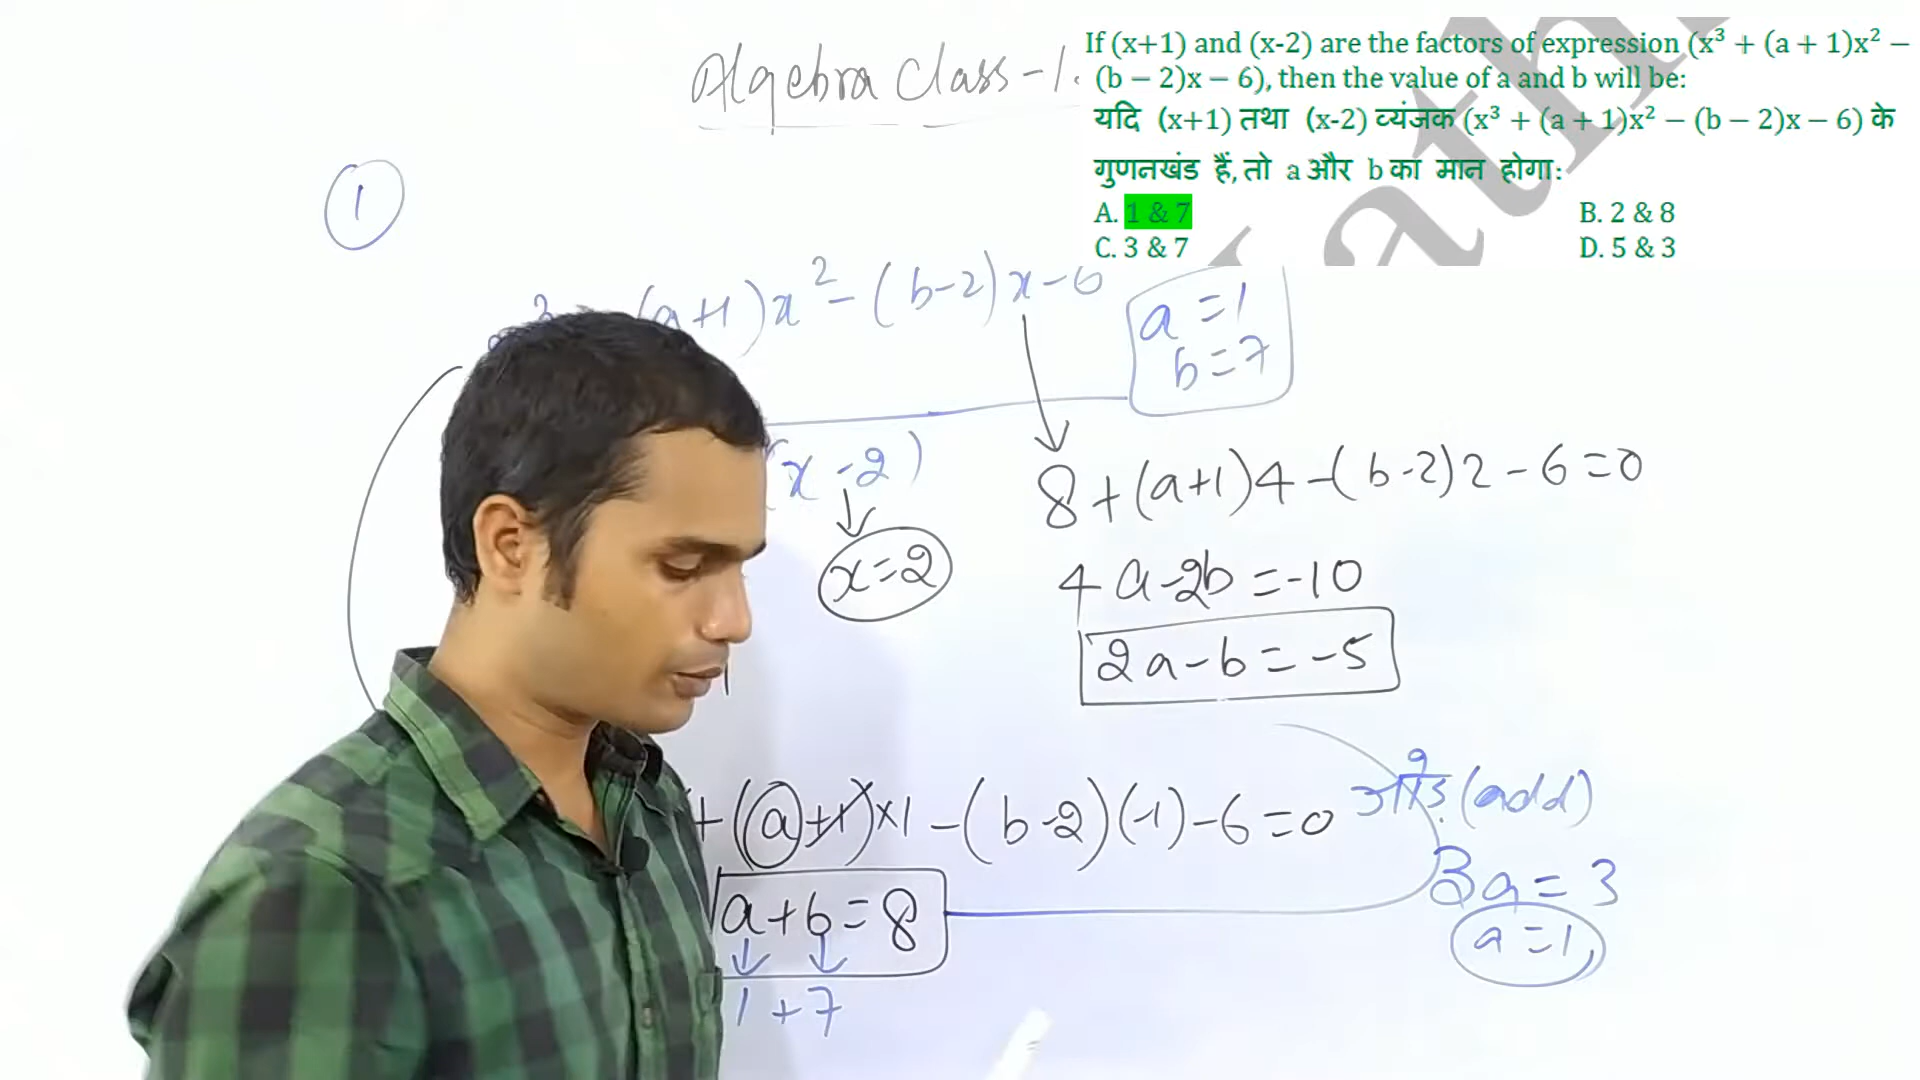 Algebra Class-1.
If (x+1) and (x-2) are the factors of expression (x³ + (a + 1)x² −
(b − 2)x − 6), then the value of a and b will be:
यदि (x+1) तथा (x-2) व्यंजक (x³ + (a + 1)x² − (b − 2)x − 6) के
गुणनखंड हैं, तो a और b का मान होगा:
A. 1 & 7 B. 2 & 8
C. 3 & 7 D. 5 & 3
1
3 (a+1)x² − (b-2)x-6
a = 1
b = 7
(x-2)
x=2
8+(a+1)4-(b-2)2-6=0
4a-2b=-10
2a-b=-5
+(a+1)×1-(b-2)(-1)-6=0
जोड़ (add)
3a=3
a=1
a+b=8
1+7